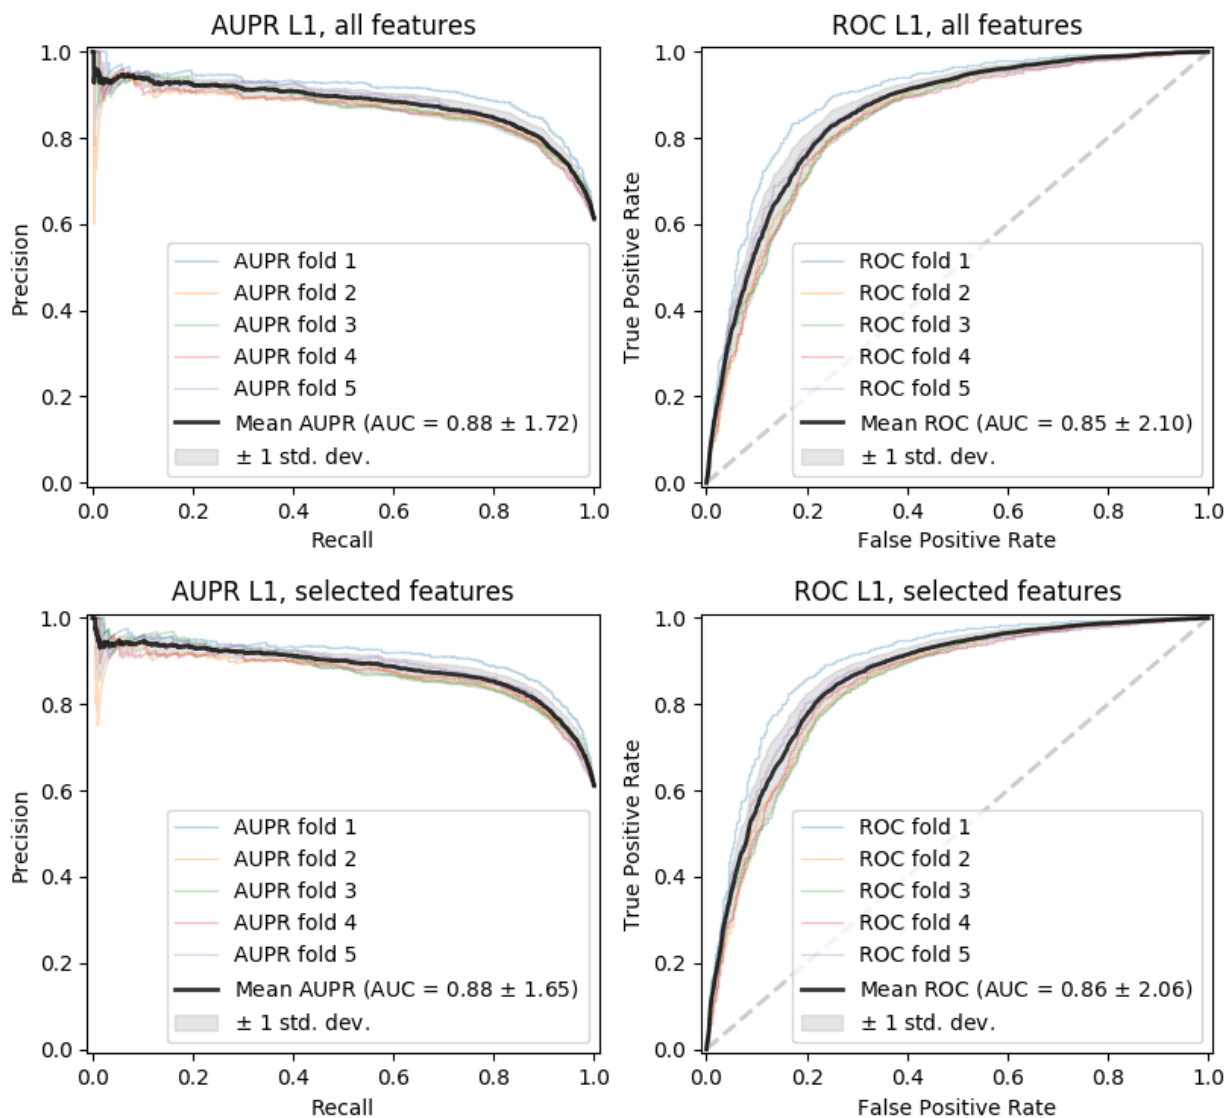 AUPR L1, all features
1.0
0.8
0.6
0.4
0.2
0.0
Precision
AUPR fold 1
AUPR fold 2
AUPR fold 3
AUPR fold 4
AUPR fold 5
Mean AUPR (AUC = 0.88 ± 1.72)
± 1 std. dev.
0.0 0.2 0.4 0.6 0.8 1.0
Recall
ROC L1, all features
1.0
0.8
0.6
0.4
0.2
0.0
True Positive Rate
ROC fold 1
ROC fold 2
ROC fold 3
ROC fold 4
ROC fold 5
Mean ROC (AUC = 0.85 ± 2.10)
± 1 std. dev.
0.0 0.2 0.4 0.6 0.8 1.0
False Positive Rate
AUPR L1, selected features
1.0
0.8
0.6
0.4
0.2
0.0
Precision
AUPR fold 1
AUPR fold 2
AUPR fold 3
AUPR fold 4
AUPR fold 5
Mean AUPR (AUC = 0.88 ± 1.65)
± 1 std. dev.
0.0 0.2 0.4 0.6 0.8 1.0
Recall
ROC L1, selected features
1.0
0.8
0.6
0.4
0.2
0.0
True Positive Rate
ROC fold 1
ROC fold 2
ROC fold 3
ROC fold 4
ROC fold 5
Mean ROC (AUC = 0.86 ± 2.06)
± 1 std. dev.
0.0 0.2 0.4 0.6 0.8 1.0
False Positive Rate